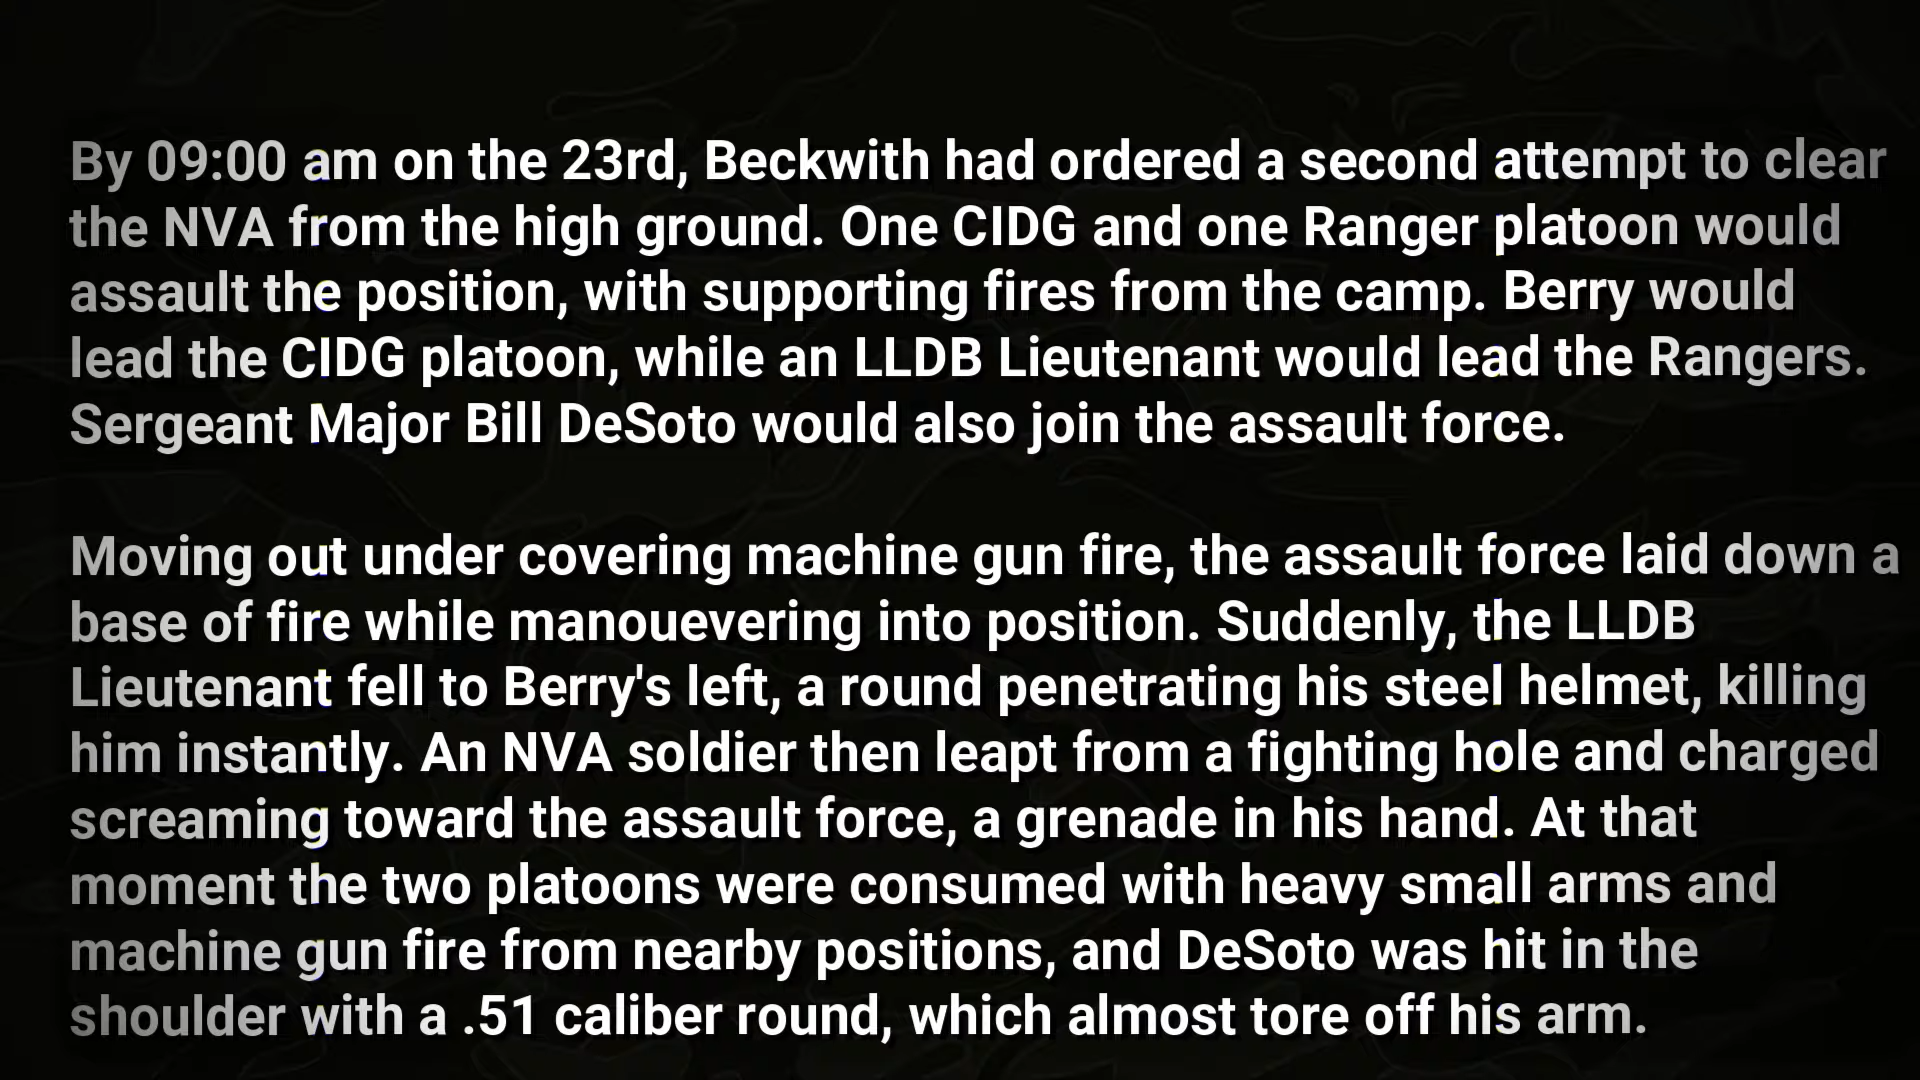 By 09:00 am on the 23rd, Beckwith had ordered a second attempt to clear
the NVA from the high ground. One CIDG and one Ranger platoon would
assault the position, with supporting fires from the camp. Berry would
lead the CIDG platoon, while an LLDB Lieutenant would lead the Rangers.
Sergeant Major Bill DeSoto would also join the assault force.
Moving out under covering machine gun fire, the assault force laid down a
base of fire while manouevering into position. Suddenly, the LLDB
Lieutenant fell to Berry's left, a round penetrating his steel helmet, killing
him instantly. An NVA soldier then leapt from a fighting hole and charged
screaming toward the assault force, a grenade in his hand. At that
moment the two platoons were consumed with heavy small arms and
machine gun fire from nearby positions, and DeSoto was hit in the
shoulder with a .51 caliber round, which almost tore off his arm.